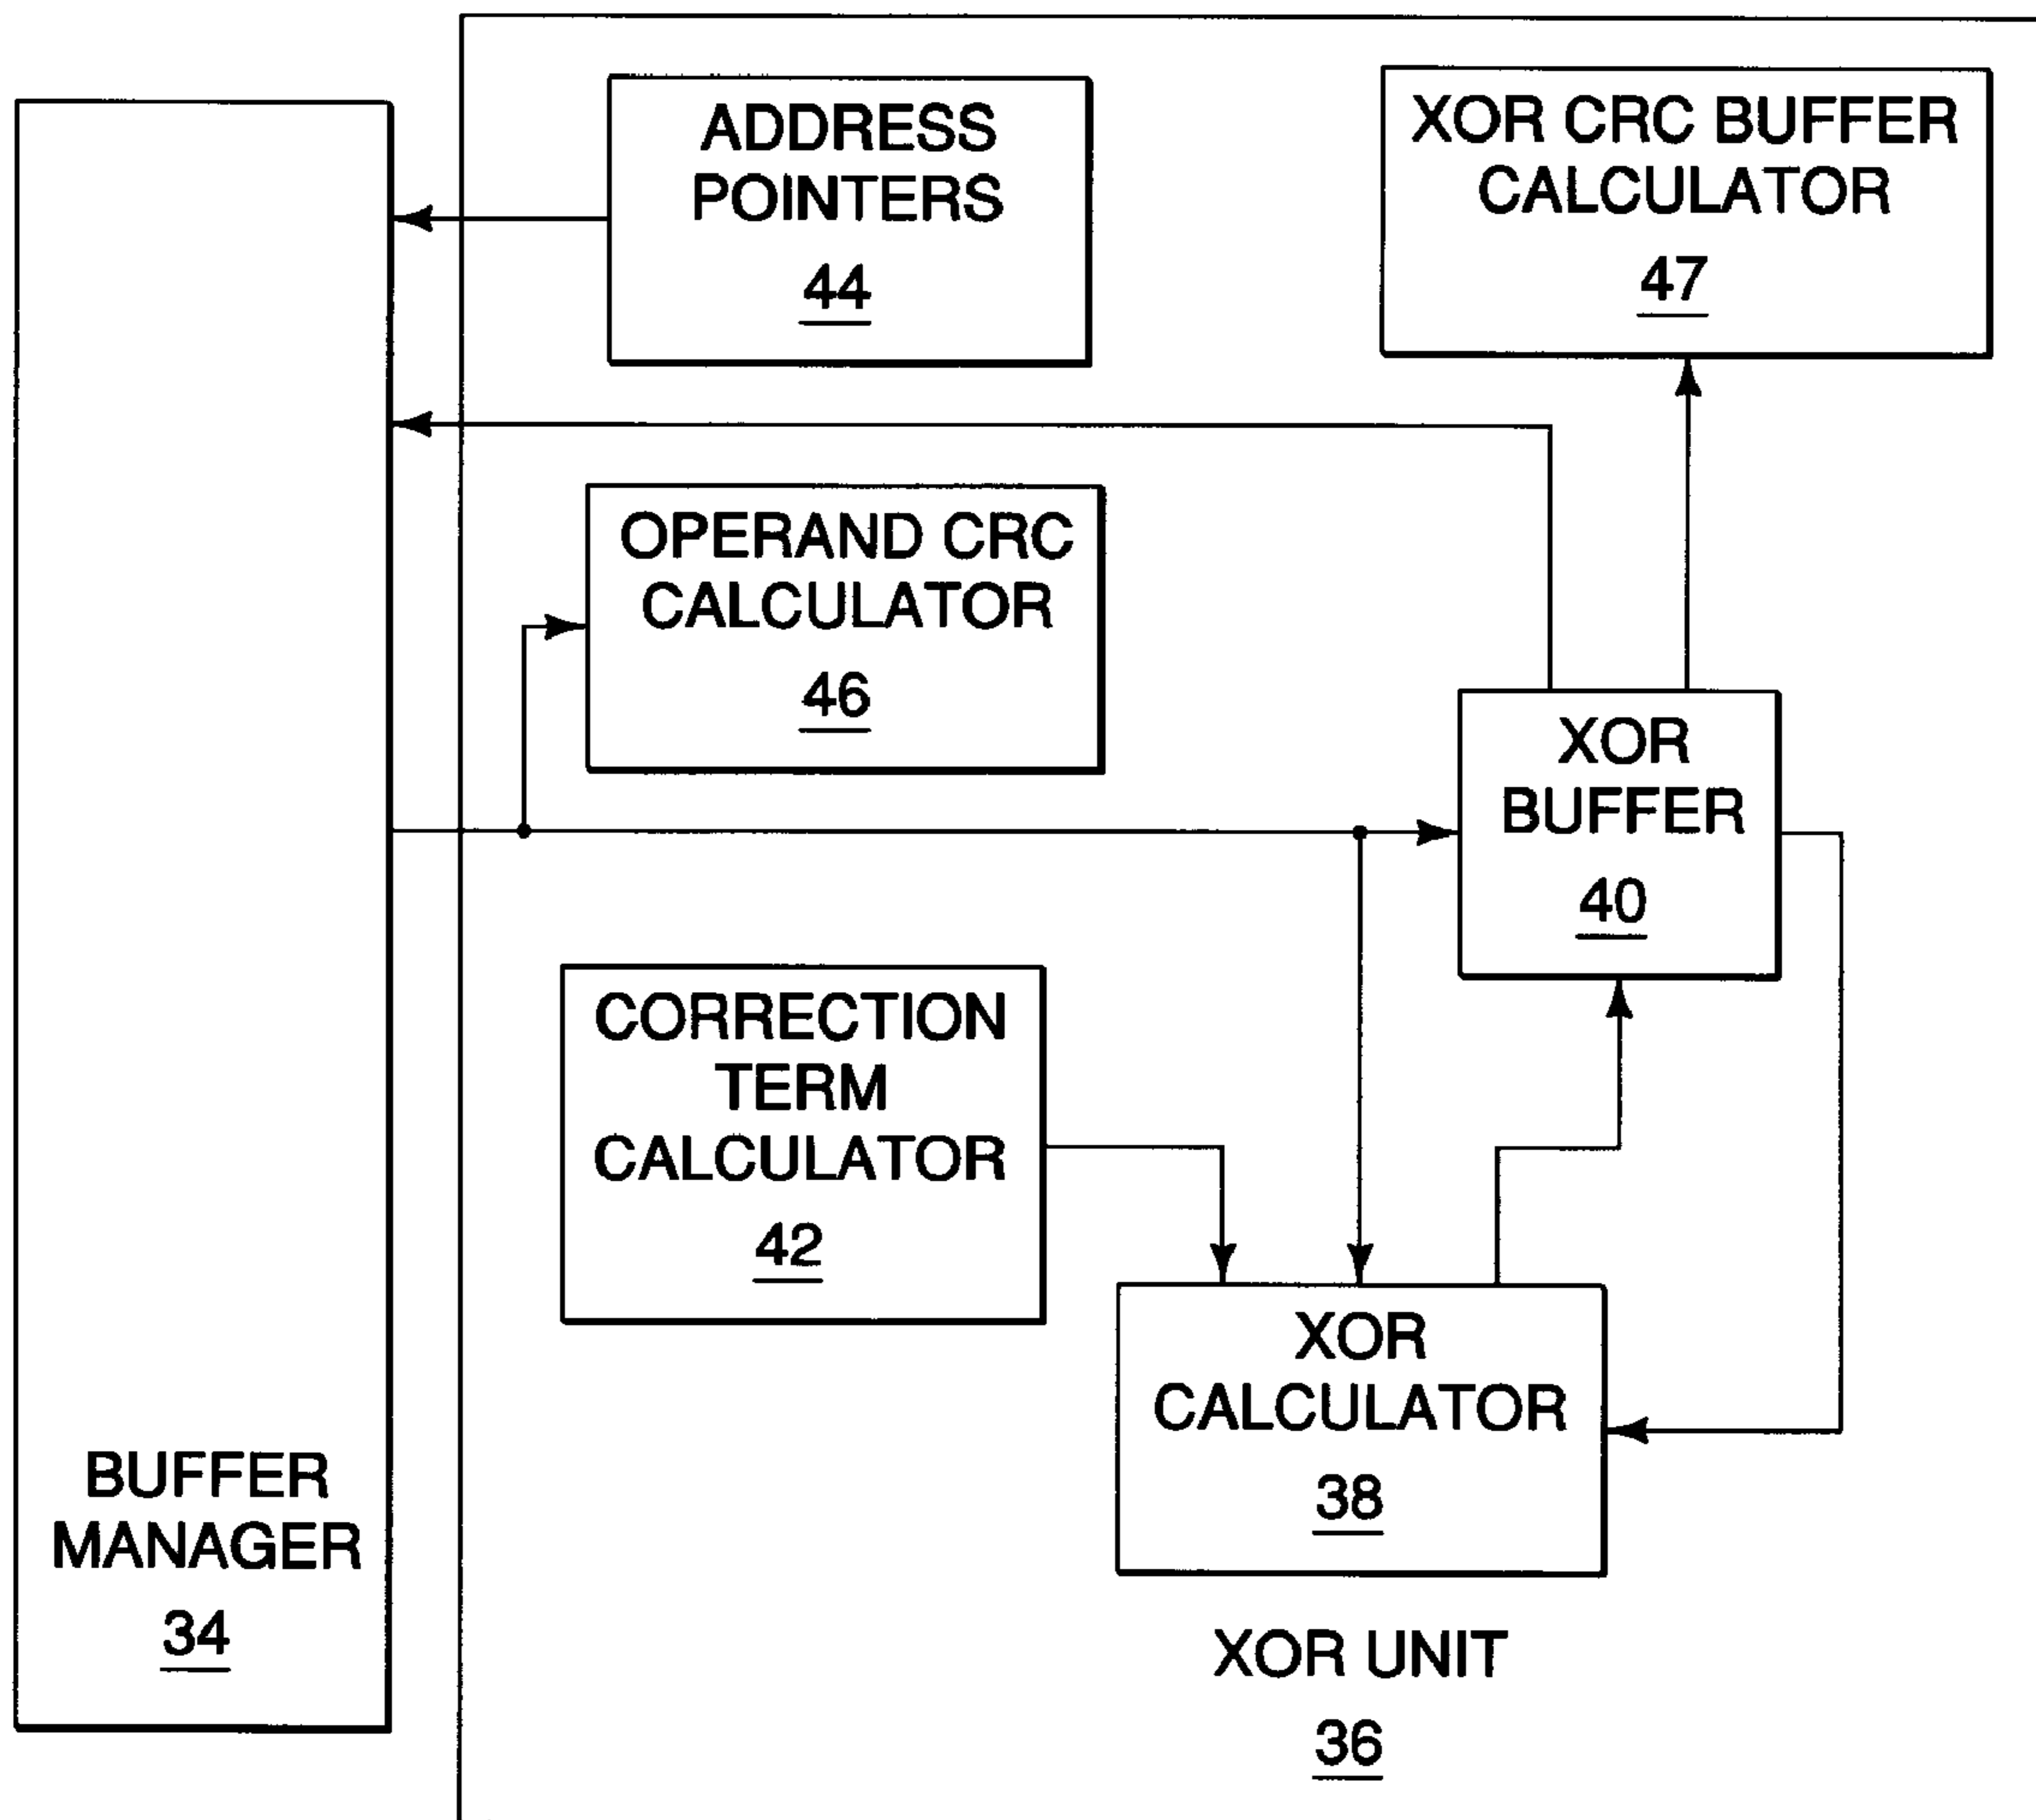 ADDRESS
POINTERS
44
XOR CRC BUFFER
CALCULATOR
47
OPERAND CRC
CALCULATOR
46
XOR
BUFFER
40
CORRECTION
TERM
CALCULATOR
42
XOR
CALCULATOR
38
BUFFER
MANAGER
34
XOR UNIT
36